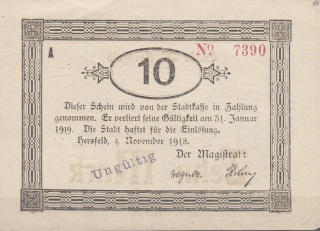 A
No 7390
10
Dieser Schein wird von der Stadtkasse in Zahlung
genommen. Er verliert seine Gültigkeit am 31. Januar
1919. Die Stadt haftet für die Einlösung.
Hersfeld, 9. November 1918.
Der Magistrat:
Ungültig